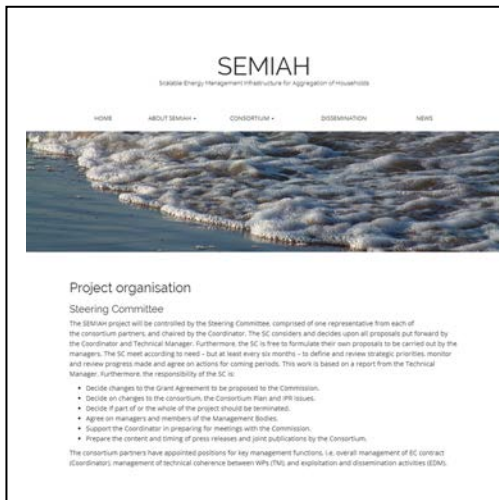 SEMIAH
Scalable Energy Management Infrastructure for Aggregation of Households
HOME ABOUT SEMIAH CONSORTIUM DISSEMINATION NEWS
Project organisation
Steering Committee
The SEMIAH project will be controlled by the Steering Committee, comprised of one representative from each of
the consortium partners, and chaired by the Coordinator. The SC considers and decides upon all proposals put forward by
the Coordinator and Technical Manager. Furthermore, the SC is free to formulate their own proposals to be carried out by the
managers. The SC meet according to need – but at least every six months – to define and review strategic priorities, monitor
and review progress made and agree on actions for coming periods. This work is based on a report from the Technical
Manager. Furthermore, the responsibility of the SC is:
• Decide changes to the Grant Agreement to be proposed to the Commission.
• Decide on changes to the consortium, the Consortium Plan and IPR issues.
• Decide if part of or the whole of the project should be terminated.
• Agree on managers and members of the Management Bodies.
• Support the Coordinator in preparing for meetings with the Commission.
• Prepare the content and timing of press releases and joint publications by the Consortium.
The consortium partners have appointed positions for key management functions, i.e. overall management of EC contract
(Coordinator), management of technical coherence between WPs (TM), and exploitation and dissemination activities (EDM).